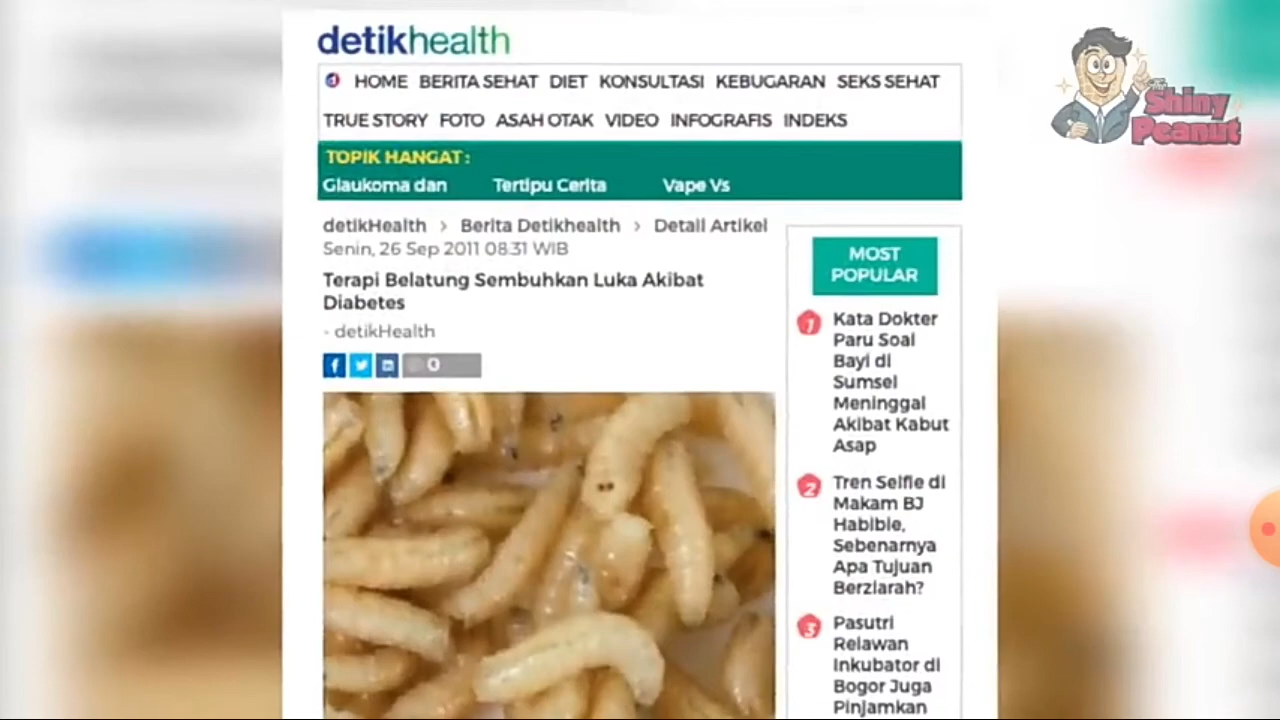 detikhealth
HOME BERITA SEHAT DIET KONSULTASI KEBUGARAN SEKS SEHAT
TRUE STORY FOTO ASAH OTAK VIDEO INFOGRAFIS INDEKS
TOPIK HANGAT :
Glaukoma dan Tertipu Cerita Vape Vs
detikHealth > Berita Detikhealth > Detail Artikel
Senin, 26 Sep 2011 08:31 WIB
Terapi Belatung Sembuhkan Luka Akibat
Diabetes
- detikHealth
0
MOST
POPULAR
1 Kata Dokter
Paru Soal
Bayi di
Sumsel
Meninggal
Akibat Kabut
Asap
2 Tren Selfie di
Makam BJ
Habibie,
Sebenarnya
Apa Tujuan
Berziarah?
3 Pasutri
Relawan
Inkubator di
Bogor Juga
Pinjamkan
The
Shiny
Peanut